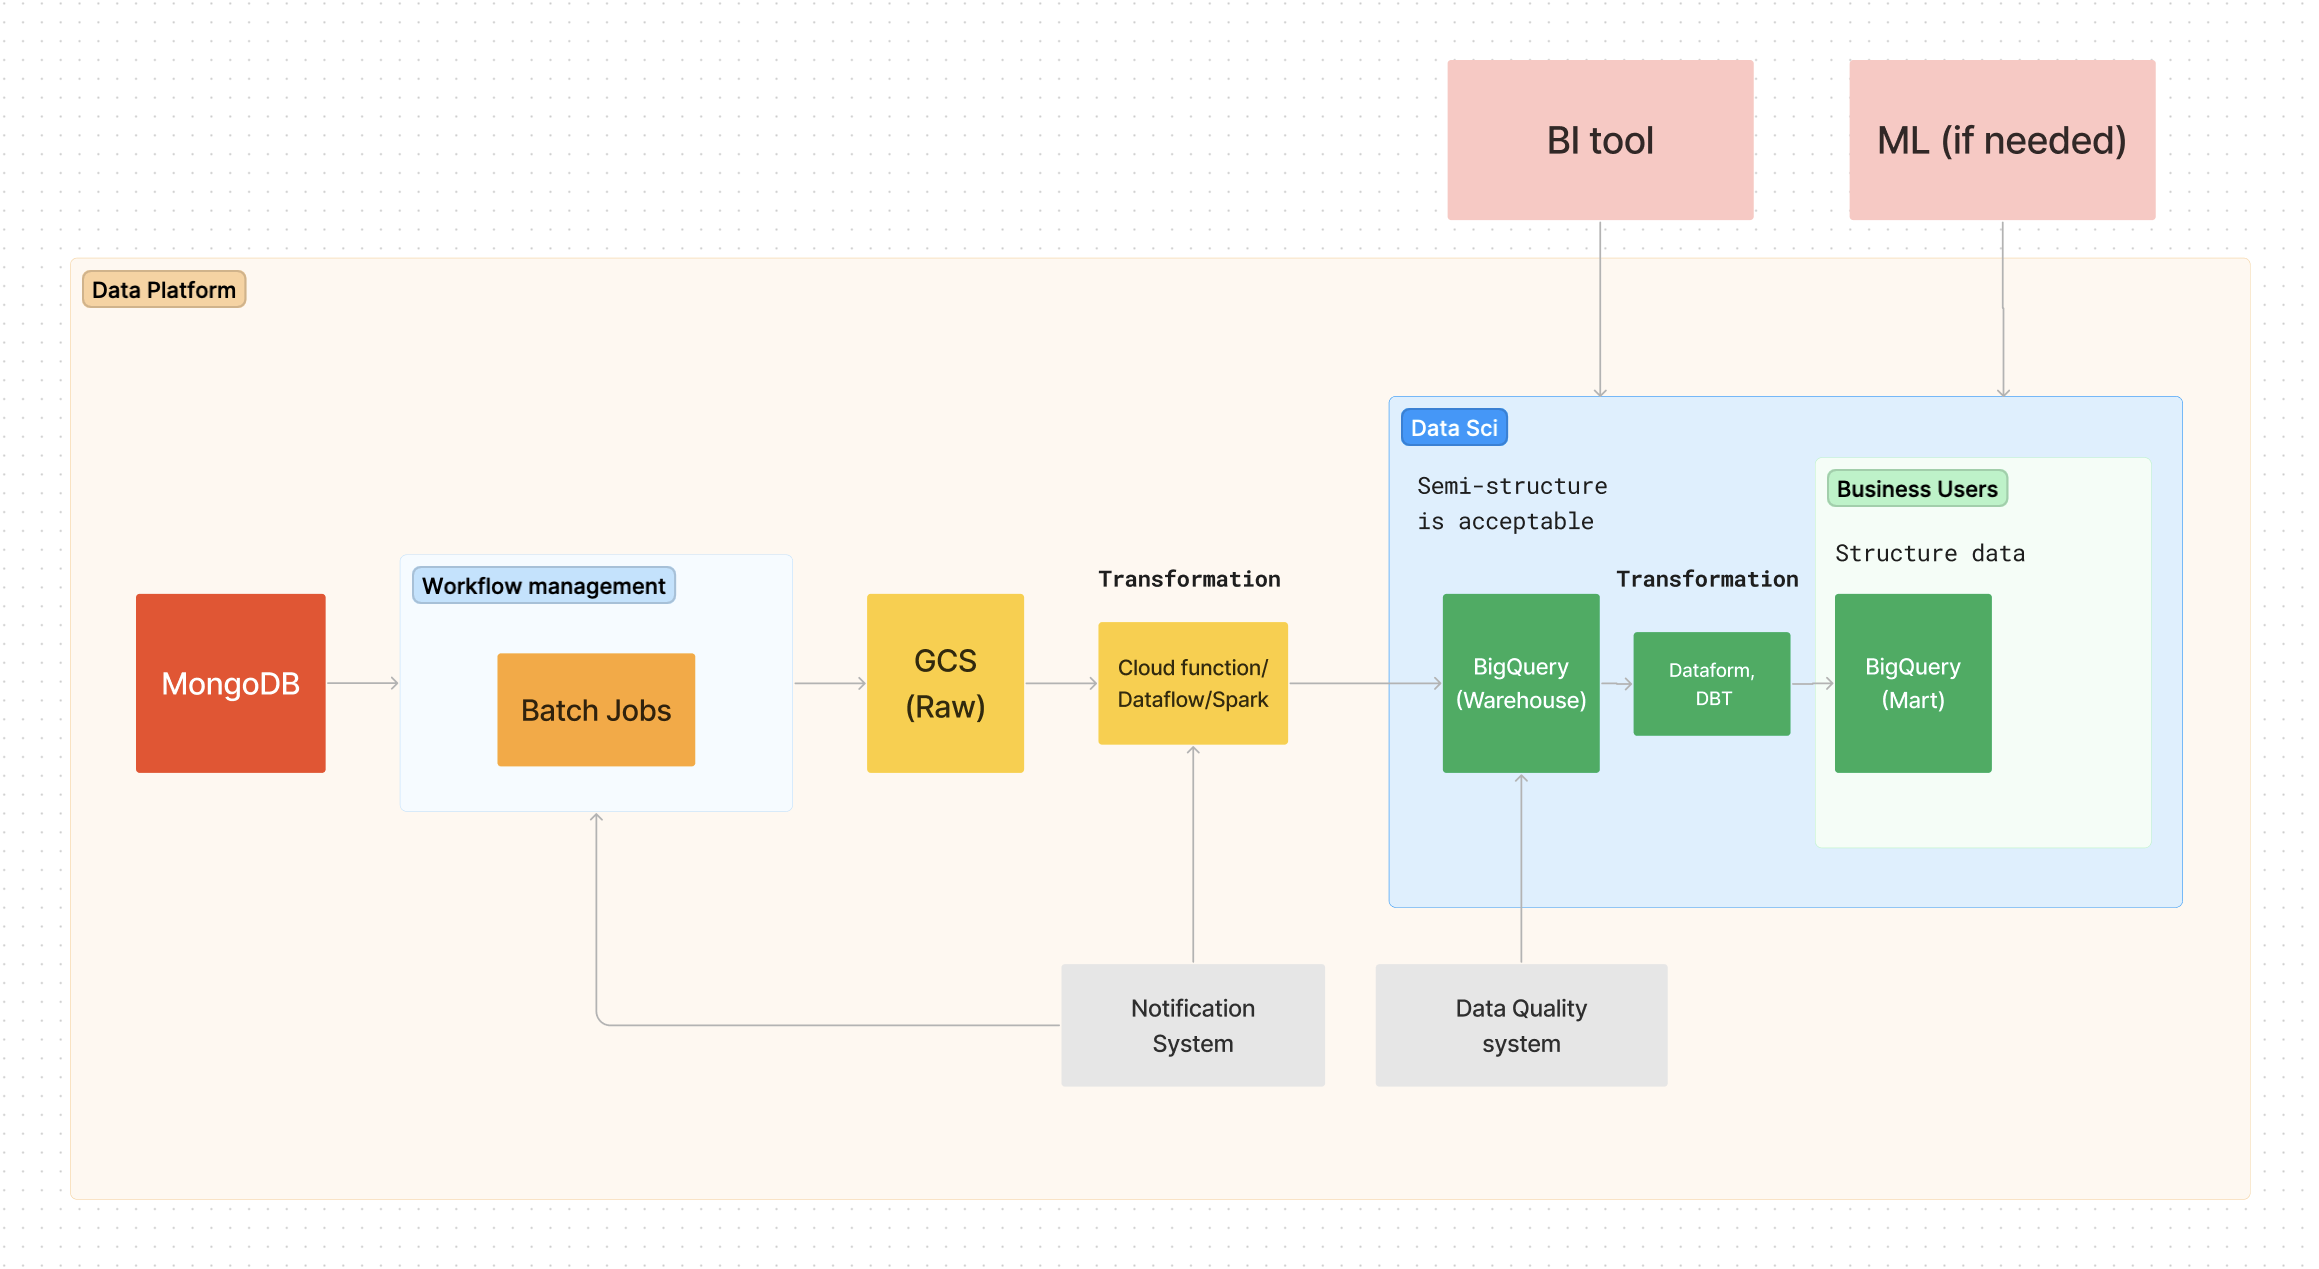 BI tool
ML (if needed)
Data Platform
Data Sci
Semi-structure
is acceptable
Business Users
Structure data
Workflow management
Transformation
Transformation
MongoDB
Batch Jobs
GCS
(Raw)
Cloud function/
Dataflow/Spark
BigQuery
(Warehouse)
Dataform,
DBT
BigQuery
(Mart)
Notification
System
Data Quality
system